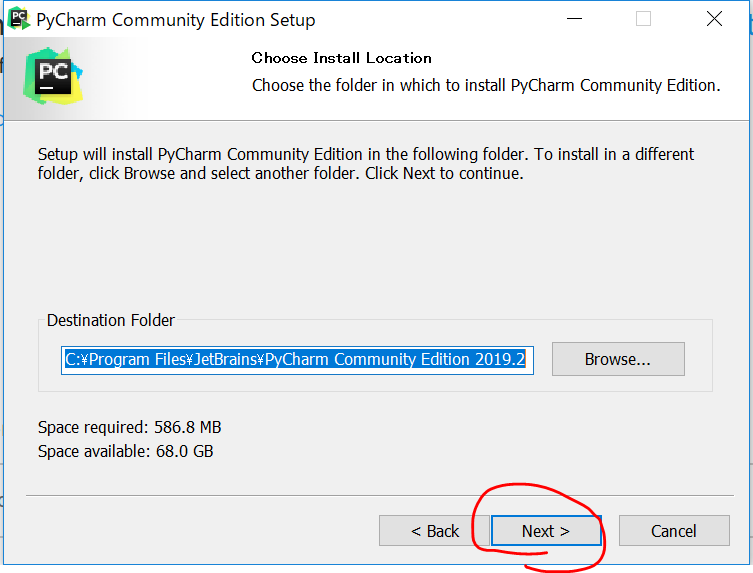 PyCharm Community Edition Setup
PC
Choose Install Location
Choose the folder in which to install PyCharm Community Edition.
PC
Setup will install PyCharm Community Edition in the following folder. To install in a different
folder, click Browse and select another folder. Click Next to continue.
Destination Folder
C:¥Program Files¥JetBrains¥PyCharm Community Edition 2019.2
Browse...
Space required: 586.8 MB
Space available: 68.0 GB
< Back
Next >
Cancel